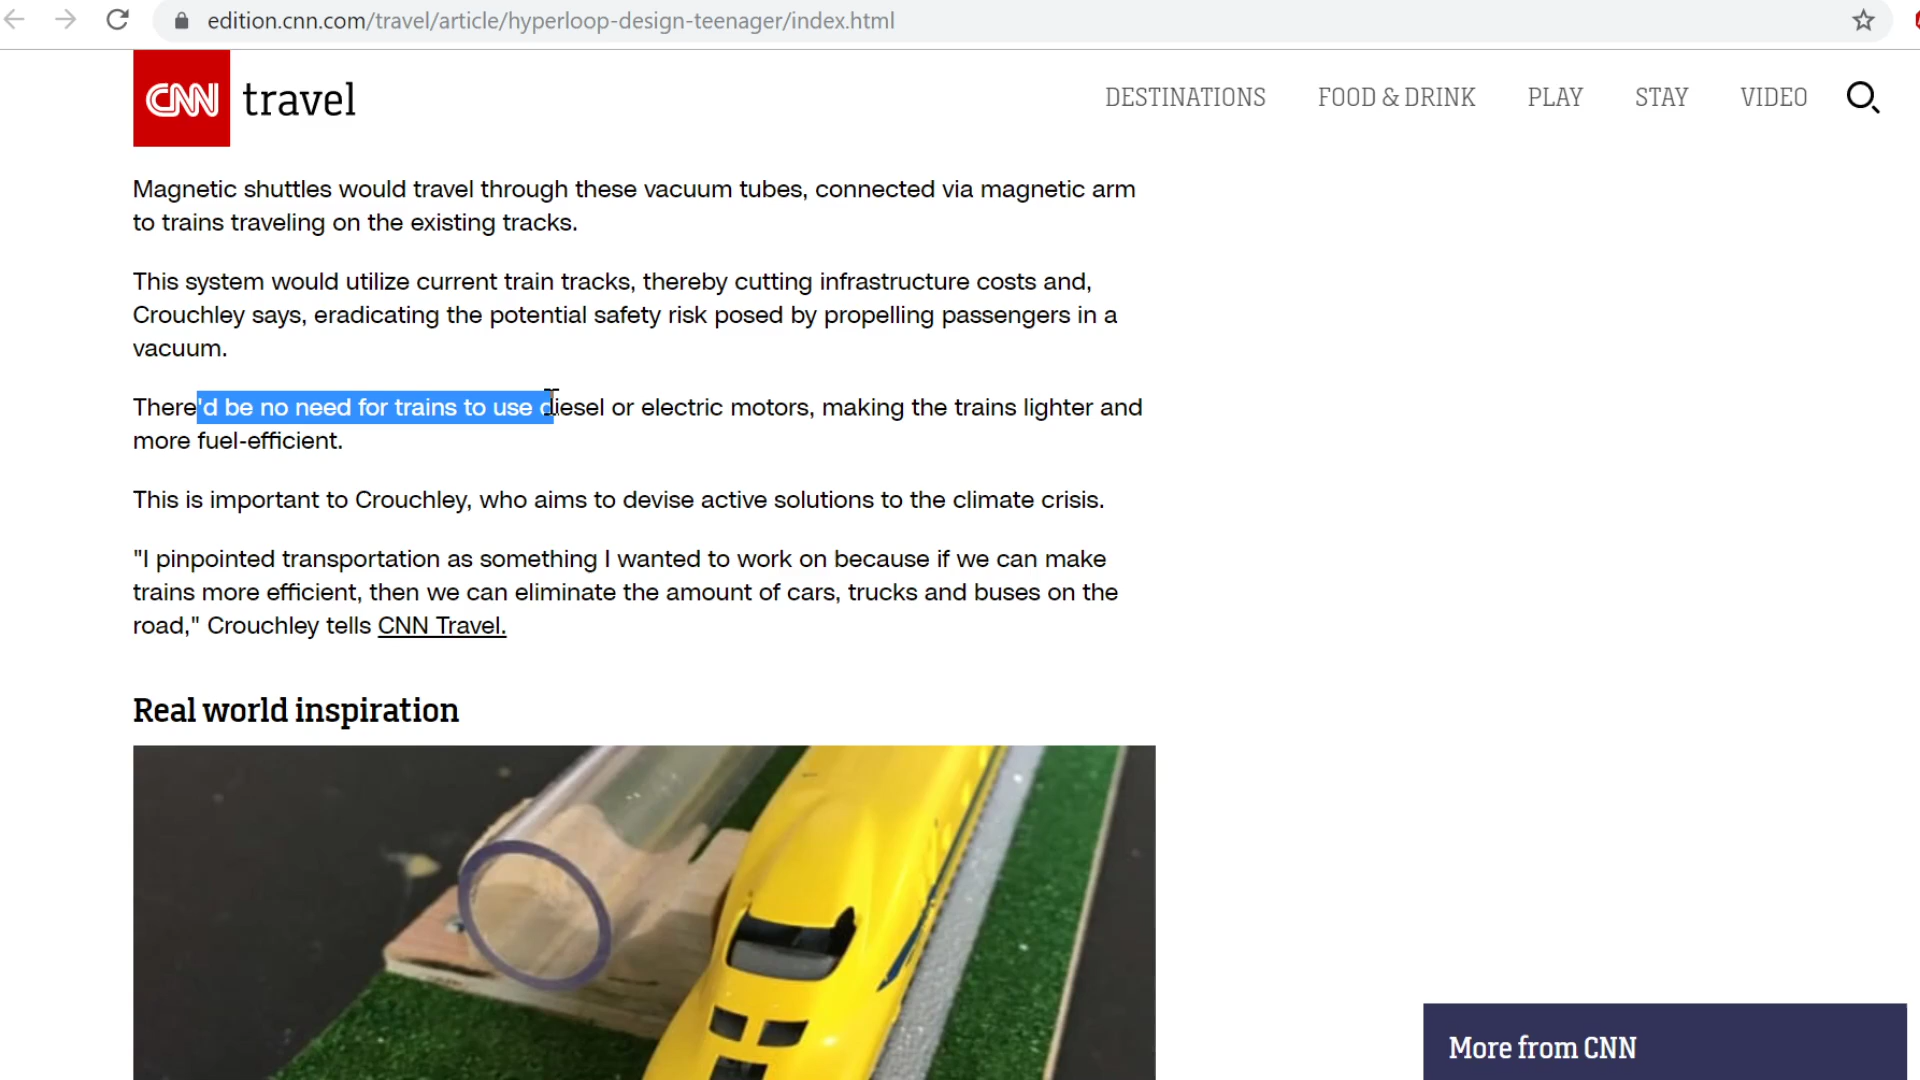 edition.cnn.com/travel/article/hyperloop-design-teenager/index.html
CNN travel
DESTINATIONS FOOD & DRINK PLAY STAY VIDEO
Magnetic shuttles would travel through these vacuum tubes, connected via magnetic arm
to trains traveling on the existing tracks.
This system would utilize current train tracks, thereby cutting infrastructure costs and,
Crouchley says, eradicating the potential safety risk posed by propelling passengers in a
vacuum.
There'd be no need for trains to use diesel or electric motors, making the trains lighter and
more fuel-efficient.
This is important to Crouchley, who aims to devise active solutions to the climate crisis.
"I pinpointed transportation as something I wanted to work on because if we can make
trains more efficient, then we can eliminate the amount of cars, trucks and buses on the
road," Crouchley tells CNN Travel.
Real world inspiration
More from CNN